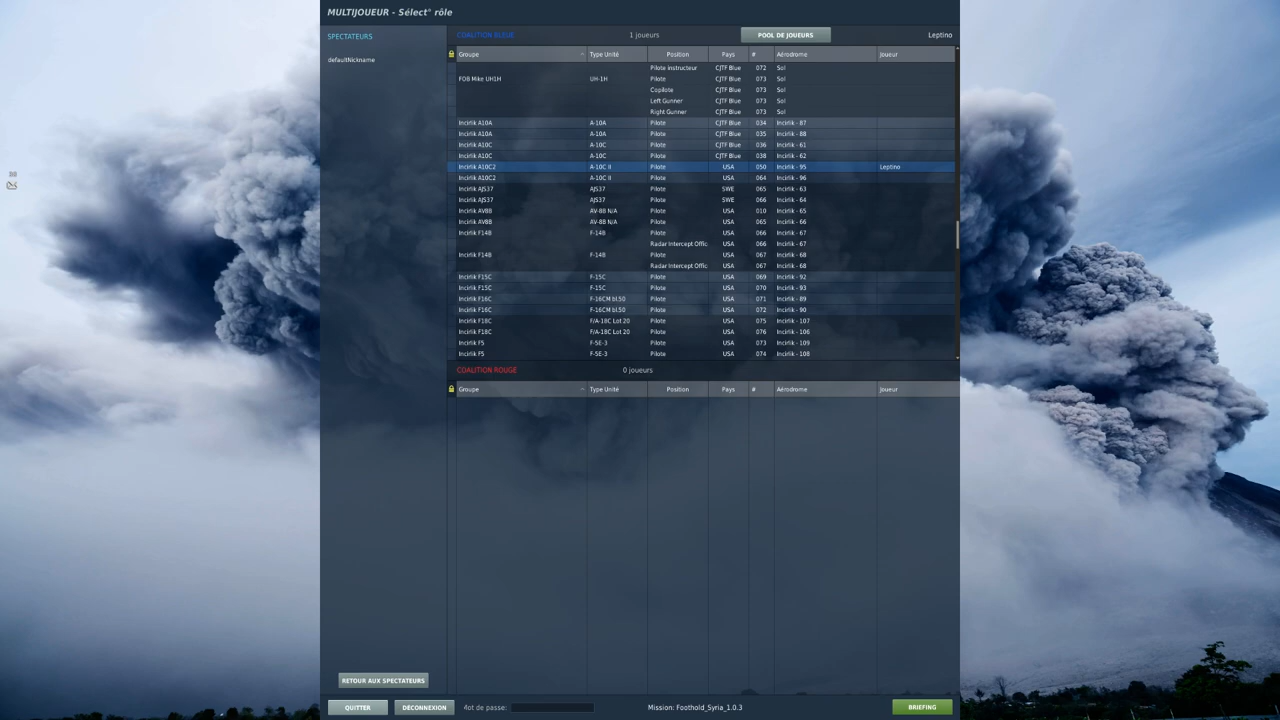 MULTIJOUEUR - Sélect° rôle
SPECTATEURS
defaultNickname
COALITION BLEUE 1 joueurs POOL DE JOUEURS Leptino
Groupe Type Unité Position Pays # Aérodrome Joueur
Pilote instructeur CJTF Blue 072 Sol
FOB Mike UH1H UH-1H Pilote CJTF Blue 073 Sol
Copilote CJTF Blue 073 Sol
Left Gunner CJTF Blue 073 Sol
Right Gunner CJTF Blue 073 Sol
Incirlik A10A A-10A Pilote CJTF Blue 034 Incirlik - 87
Incirlik A10A A-10A Pilote CJTF Blue 035 Incirlik - 88
Incirlik A10C A-10C Pilote CJTF Blue 036 Incirlik - 61
Incirlik A10C A-10C Pilote CJTF Blue 038 Incirlik - 62
Incirlik A10C2 A-10C II Pilote USA 050 Incirlik - 95 Leptino
Incirlik A10C2 A-10C II Pilote USA 064 Incirlik - 96
Incirlik AJS37 AJS37 Pilote SWE 065 Incirlik - 63
Incirlik AJS37 AJS37 Pilote SWE 066 Incirlik - 64
Incirlik AV8B AV-8B N/A Pilote USA 010 Incirlik - 65
Incirlik AV8B AV-8B N/A Pilote USA 065 Incirlik - 66
Incirlik F14B F-14B Pilote USA 066 Incirlik - 67
Radar Intercept Offic USA 066 Incirlik - 67
Incirlik F14B F-14B Pilote USA 067 Incirlik - 68
Radar Intercept Offic USA 067 Incirlik - 68
Incirlik F15C F-15C Pilote USA 069 Incirlik - 92
Incirlik F15C F-15C Pilote USA 070 Incirlik - 93
Incirlik F16C F-16CM bl.50 Pilote USA 071 Incirlik - 89
Incirlik F16C F-16CM bl.50 Pilote USA 072 Incirlik - 90
Incirlik F18C F/A-18C Lot 20 Pilote USA 075 Incirlik - 107
Incirlik F18C F/A-18C Lot 20 Pilote USA 076 Incirlik - 106
Incirlik F5 F-5E-3 Pilote USA 073 Incirlik - 109
Incirlik F5 F-5E-3 Pilote USA 074 Incirlik - 108
COALITION ROUGE 0 joueurs
Groupe Type Unité Position Pays # Aérodrome Joueur
RETOUR AUX SPECTATEURS
QUITTER DÉCONNEXION 4ot de passe: Mission: Foothold_Syria_1.0.3 BRIEFING